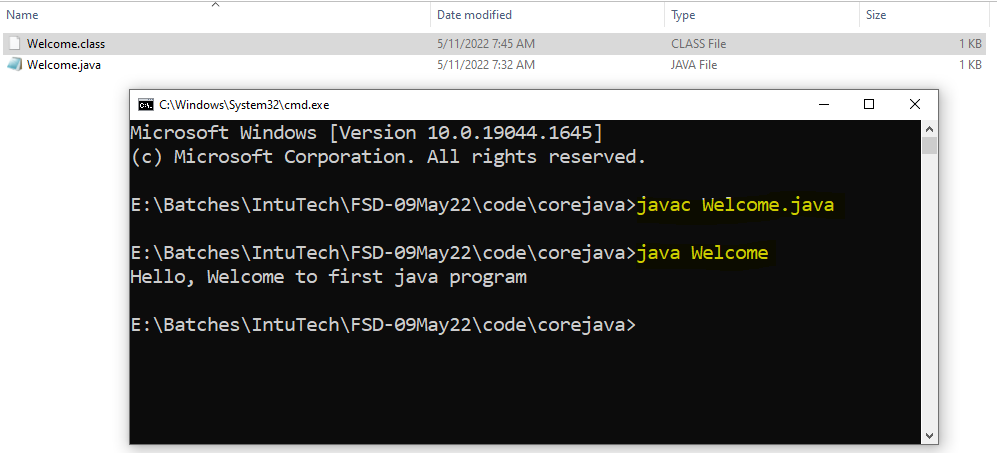 Name Date modified Type Size
Welcome.class 5/11/2022 7:45 AM CLASS File 1 KB
Welcome.java 5/11/2022 7:32 AM JAVA File 1 KB
C:\Windows\System32\cmd.exe
Microsoft Windows [Version 10.0.19044.1645]
(c) Microsoft Corporation. All rights reserved.
E:\Batches\IntuTech\FSD-09May22\code\corejava>javac Welcome.java
E:\Batches\IntuTech\FSD-09May22\code\corejava>java Welcome
Hello, Welcome to first java program
E:\Batches\IntuTech\FSD-09May22\code\corejava>